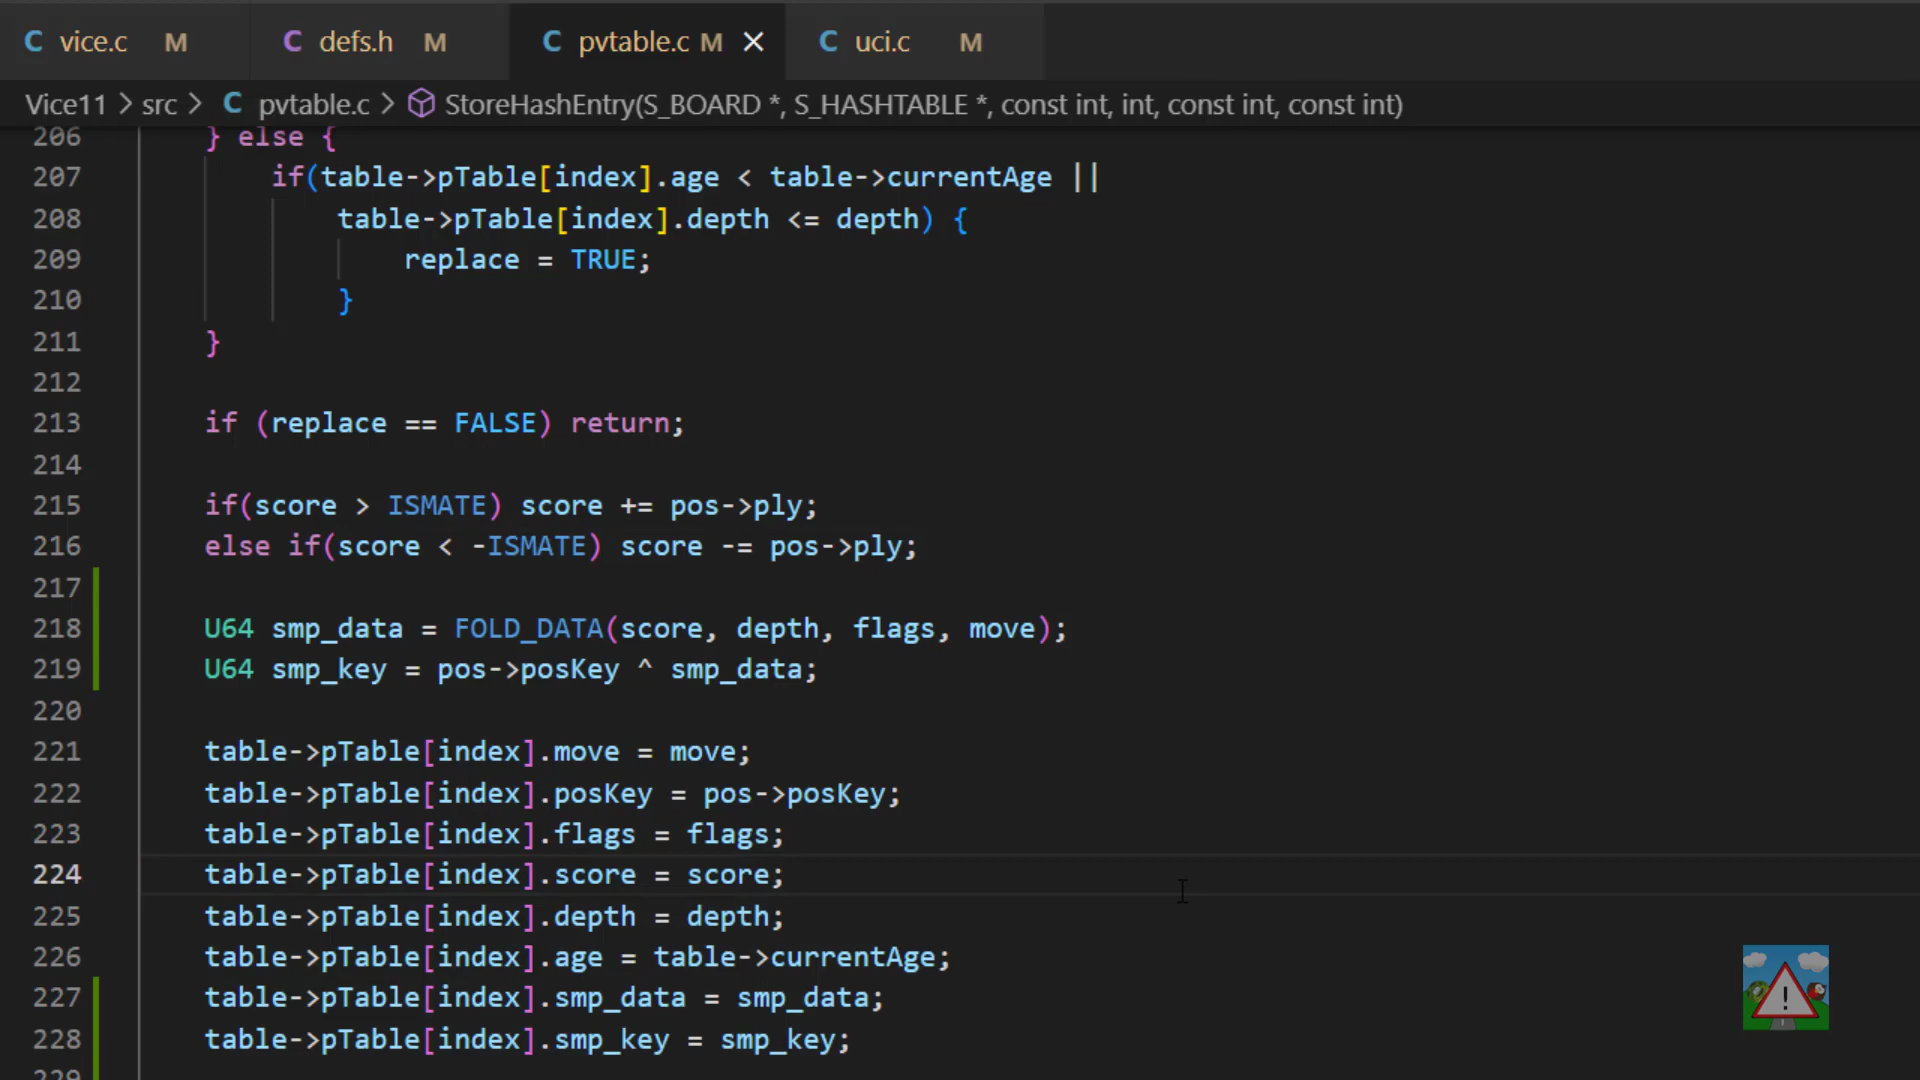 C vice.c M C defs.h M C pvtable.c M × C uci.c M
Vice11 > src > C pvtable.c > StoreHashEntry(S_BOARD *, S_HASHTABLE *, const int, int, const int, const int)
206 } else {
207 if(table->pTable[index].age < table->currentAge ||
208 table->pTable[index].depth <= depth) {
209 replace = TRUE;
210 }
211 }
212
213 if (replace == FALSE) return;
214
215 if(score > ISMATE) score += pos->ply;
216 else if(score < -ISMATE) score -= pos->ply;
217
218 U64 smp_data = FOLD_DATA(score, depth, flags, move);
219 U64 smp_key = pos->posKey ^ smp_data;
220
221 table->pTable[index].move = move;
222 table->pTable[index].posKey = pos->posKey;
223 table->pTable[index].flags = flags;
224 table->pTable[index].score = score;
225 table->pTable[index].depth = depth;
226 table->pTable[index].age = table->currentAge;
227 table->pTable[index].smp_data = smp_data;
228 table->pTable[index].smp_key = smp_key;
229